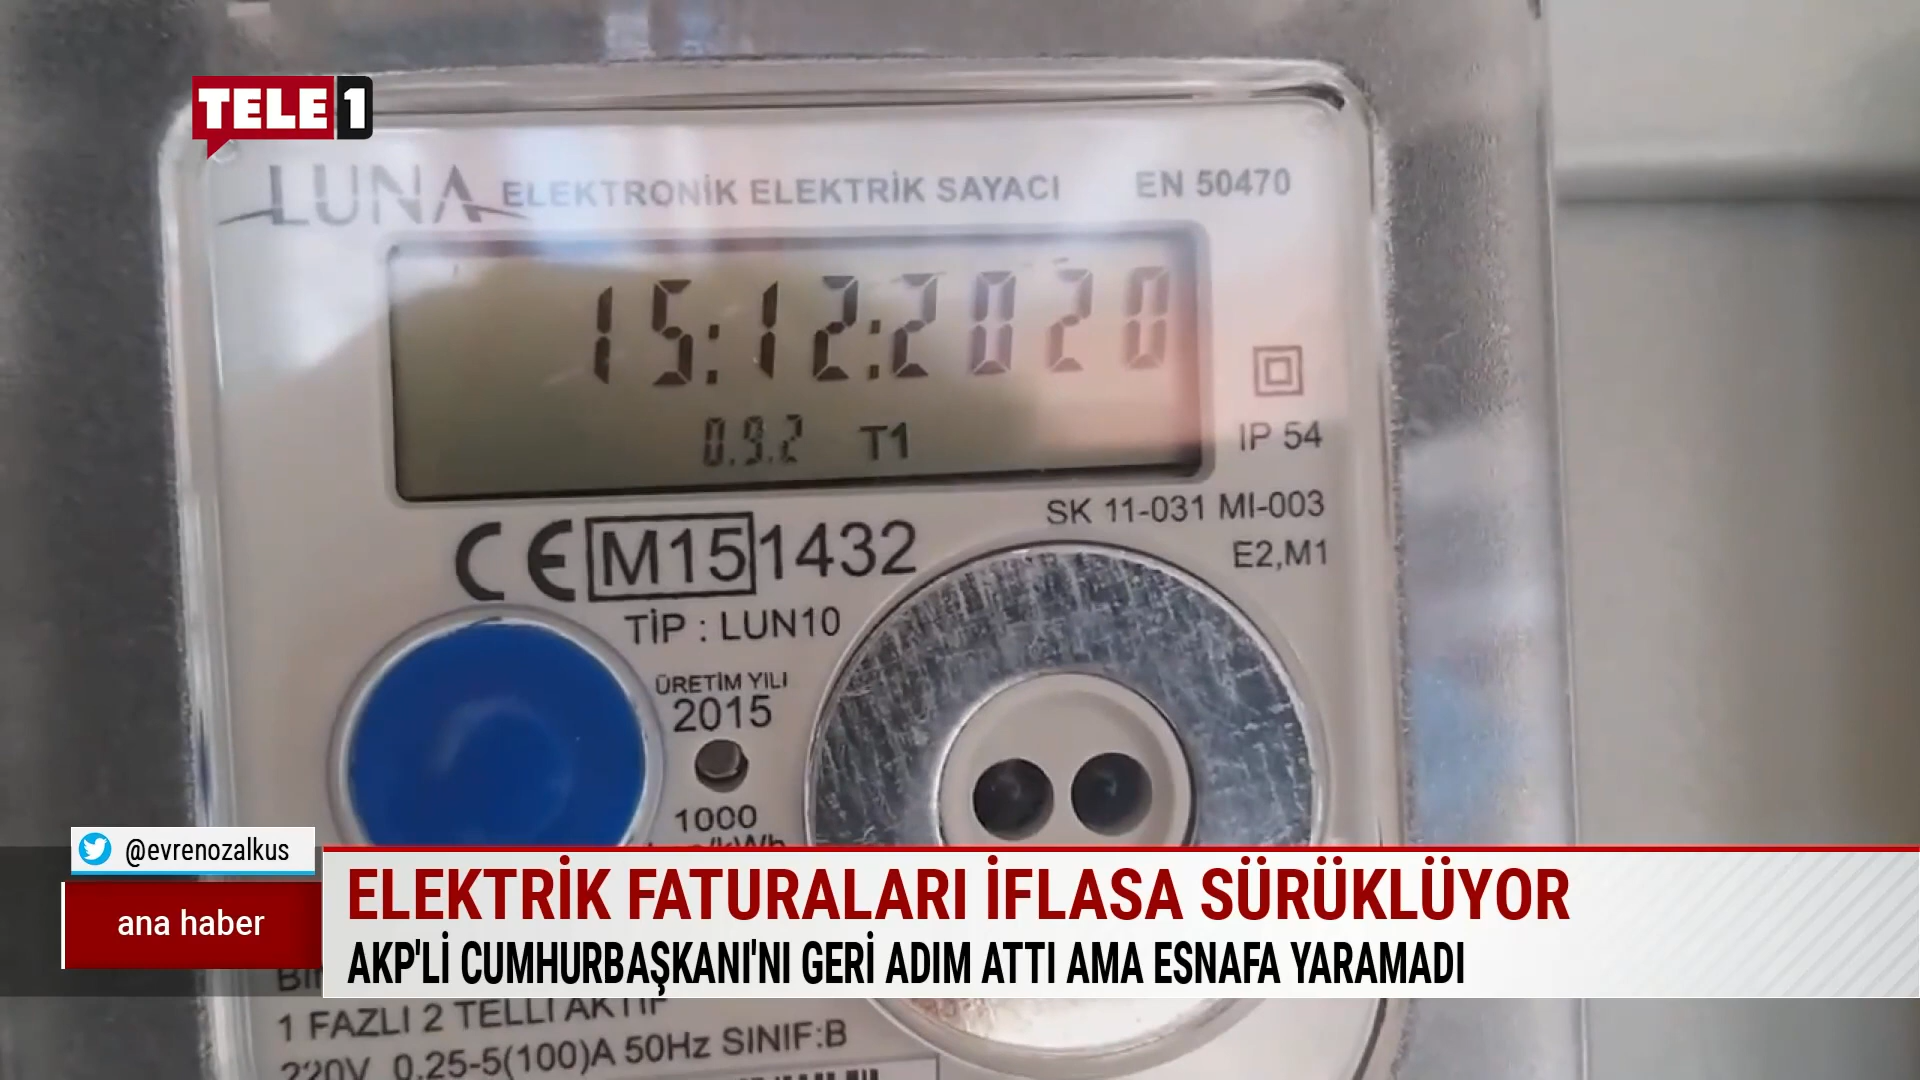 TELE1
LUNA ELEKTRONİK ELEKTRİK SAYACI EN 50470
15:12:2020
0.9.2 T1
IP 54
SK 11-031 MI-003
E2,M1
CE M15 1432
TİP : LUN10
ÜRETİM YILI
2015
1000
@evrenozalkus
ana haber
ELEKTRİK FATURALARI İFLASA SÜRÜKLÜYOR
AKP'Lİ CUMHURBAŞKANI'NI GERİ ADIM ATTI AMA ESNAFA YARAMADI
1 FAZLI 2 TELLİ AKTİF
220V 0.25-5(100)A 50Hz SINIF:B